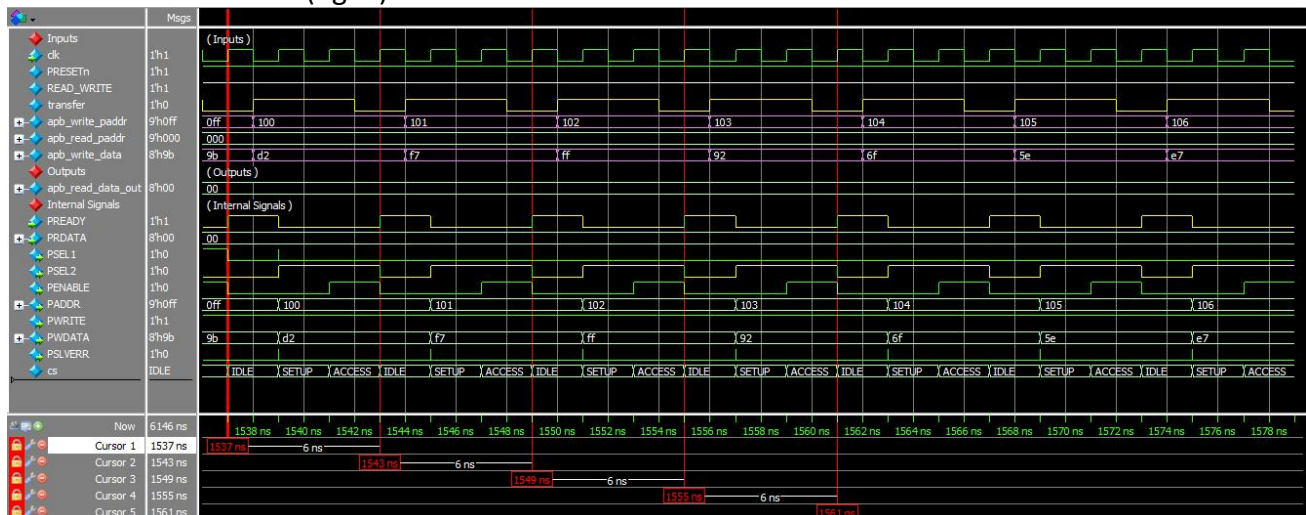 Msgs
Inputs (Inputs)
clk 1'h1
PRESETn 1'h1
READ_WRITE 1'h1
transfer 1'h0
apb_write_paddr 9'h0ff 0ff 100 101 102 103 104 105 106
apb_read_paddr 9'h000 000
apb_write_data 8'h9b 9b d2 f7 ff 92 6f 5e e7
Outputs (Outputs)
apb_read_data_out 8'h00 00
Internal Signals (Internal Signals)
PREADY 1'h1
PRDATA 8'h00 00
PSEL1 1'h0
PSEL2 1'h0
PENABLE 1'h0
PADDR 9'h0ff 0ff 100 101 102 103 104 105 106
PWRITE 1'h1
PWDATA 8'h9b 9b d2 f7 ff 92 6f 5e e7
PSLVERR 1'h0
cs IDLE IDLE SETUP ACCESS IDLE SETUP ACCESS IDLE SETUP ACCESS IDLE SETUP ACCESS IDLE SETUP ACCESS IDLE SETUP ACCESS IDLE SETUP ACCESS
Now 6146 ns 1538 ns 1540 ns 1542 ns 1544 ns 1546 ns 1548 ns 1550 ns 1552 ns 1554 ns 1556 ns 1558 ns 1560 ns 1562 ns 1564 ns 1566 ns 1568 ns 1570 ns 1572 ns 1574 ns 1576 ns 1578 ns
Cursor 1 1537 ns 1537 ns 6 ns
Cursor 2 1543 ns 1543 ns 6 ns
Cursor 3 1549 ns 1549 ns 6 ns
Cursor 4 1555 ns 1555 ns 6 ns
Cursor 5 1561 ns 1561 ns